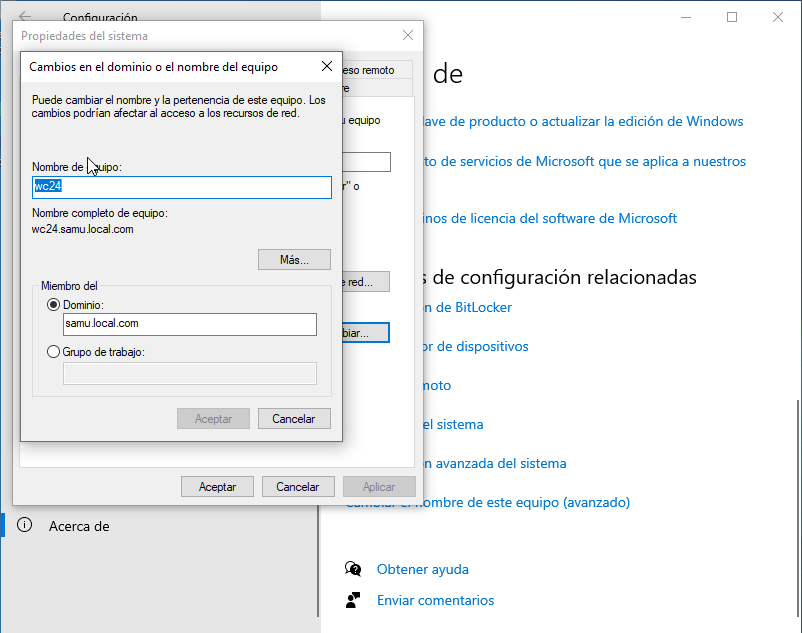 Configuración
Propiedades del sistema
Cambios en el dominio o el nombre del equipo
Puede cambiar el nombre y la pertenencia de este equipo. Los
cambios podrían afectar al acceso a los recursos de red.
Nombre de equipo:
wc24
Nombre completo de equipo:
wc24.samu.local.com
Más...
Miembro del
Dominio:
samu.local.com
Grupo de trabajo:
Aceptar
Cancelar
eso remoto
re
u equipo
r" o
e red...
biar...
Aceptar
Cancelar
Aplicar
Acerca de
de
ave de producto o actualizar la edición de Windows
to de servicios de Microsoft que se aplica a nuestros
inos de licencia del software de Microsoft
s de configuración relacionadas
n de BitLocker
or de dispositivos
moto
el sistema
n avanzada del sistema
Cambiar el nombre de este equipo (avanzado)
Obtener ayuda
Enviar comentarios